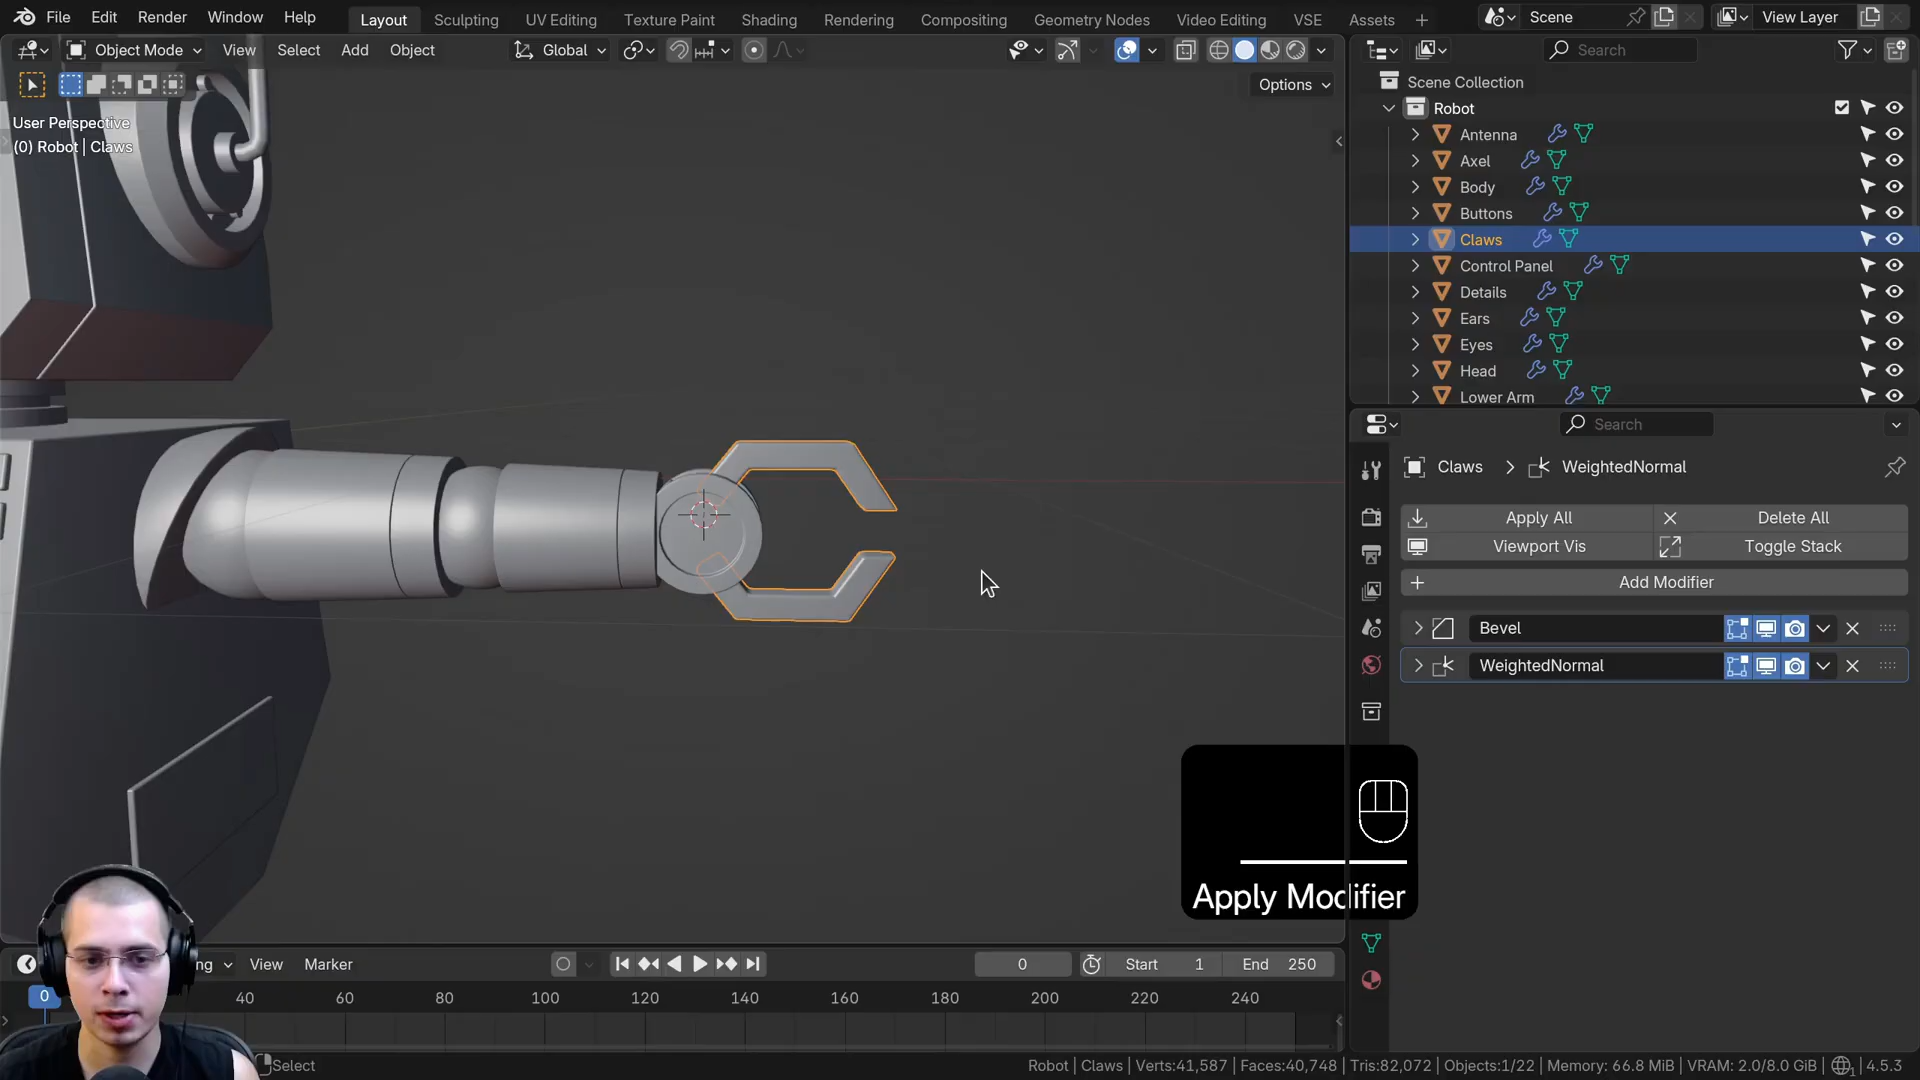 File Edit Render Window Help Layout Sculpting UV Editing Texture Paint Shading Rendering Compositing Geometry Nodes Video Editing VSE Assets + Scene View Layer
Object Mode View Select Add Object Global Search
Options
User Perspective
(0) Robot | Claws
Scene Collection
Robot
Antenna
Axel
Body
Buttons
Claws
Control Panel
Details
Ears
Eyes
Head
Lower Arm
Search
Claws > WeightedNormal
Apply All Delete All
Viewport Vis Toggle Stack
+ Add Modifier
Bevel
WeightedNormal
Apply Modifier
ng View Marker 0 Start 1 End 250
0 40 60 80 100 120 140 160 180 200 220 240
Select
Robot | Claws | Verts:41,587 | Faces:40,748 | Tris:82,072 | Objects:1/22 | Memory: 66.8 MiB | VRAM: 2.0/8.0 GiB | 4.5.3